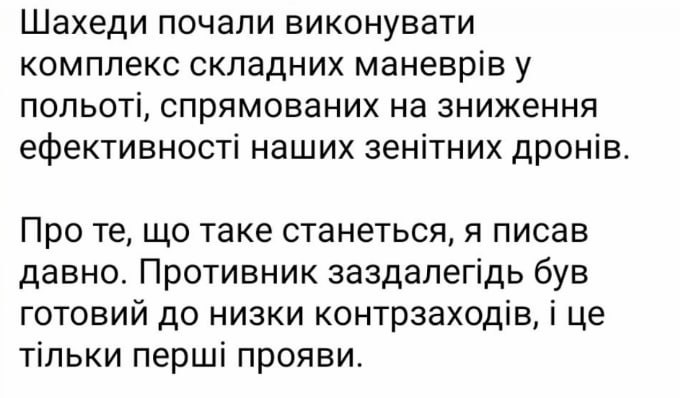 Шахеди почали виконувати
комплекс складних маневрів у
польоті, спрямованих на зниження
ефективності наших зенітних дронів.
Про те, що таке станеться, я писав
давно. Противник заздалегідь був
готовий до низки контрзаходів, і це
тільки перші прояви.